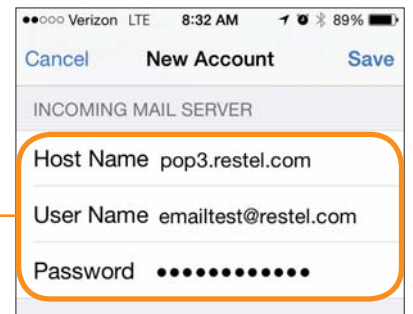 Verizon LTE 8:32 AM 89%
Cancel New Account Save
INCOMING MAIL SERVER
Host Name pop3.restel.com
User Name emailtest@restel.com
Password ●●●●●●●●●●●●